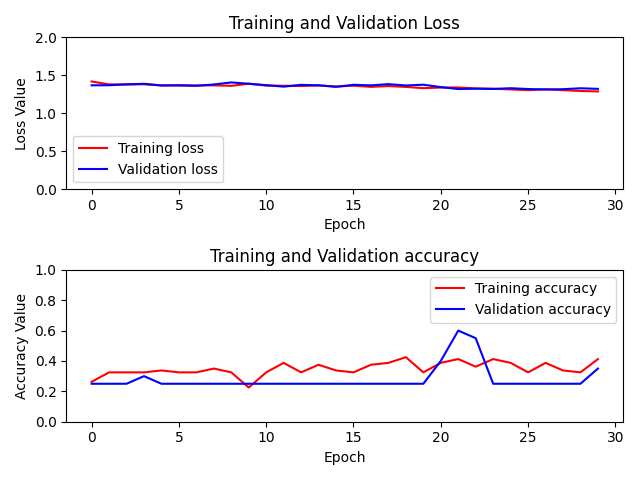 Training and Validation Loss
Loss Value
2.0
1.5
1.0
0.5
0.0
Training loss
Validation loss
0 5 10 15 20 25 30
Epoch
Training and Validation accuracy
Accuracy Value
1.0
0.8
0.6
0.4
0.2
0.0
Training accuracy
Validation accuracy
0 5 10 15 20 25 30
Epoch